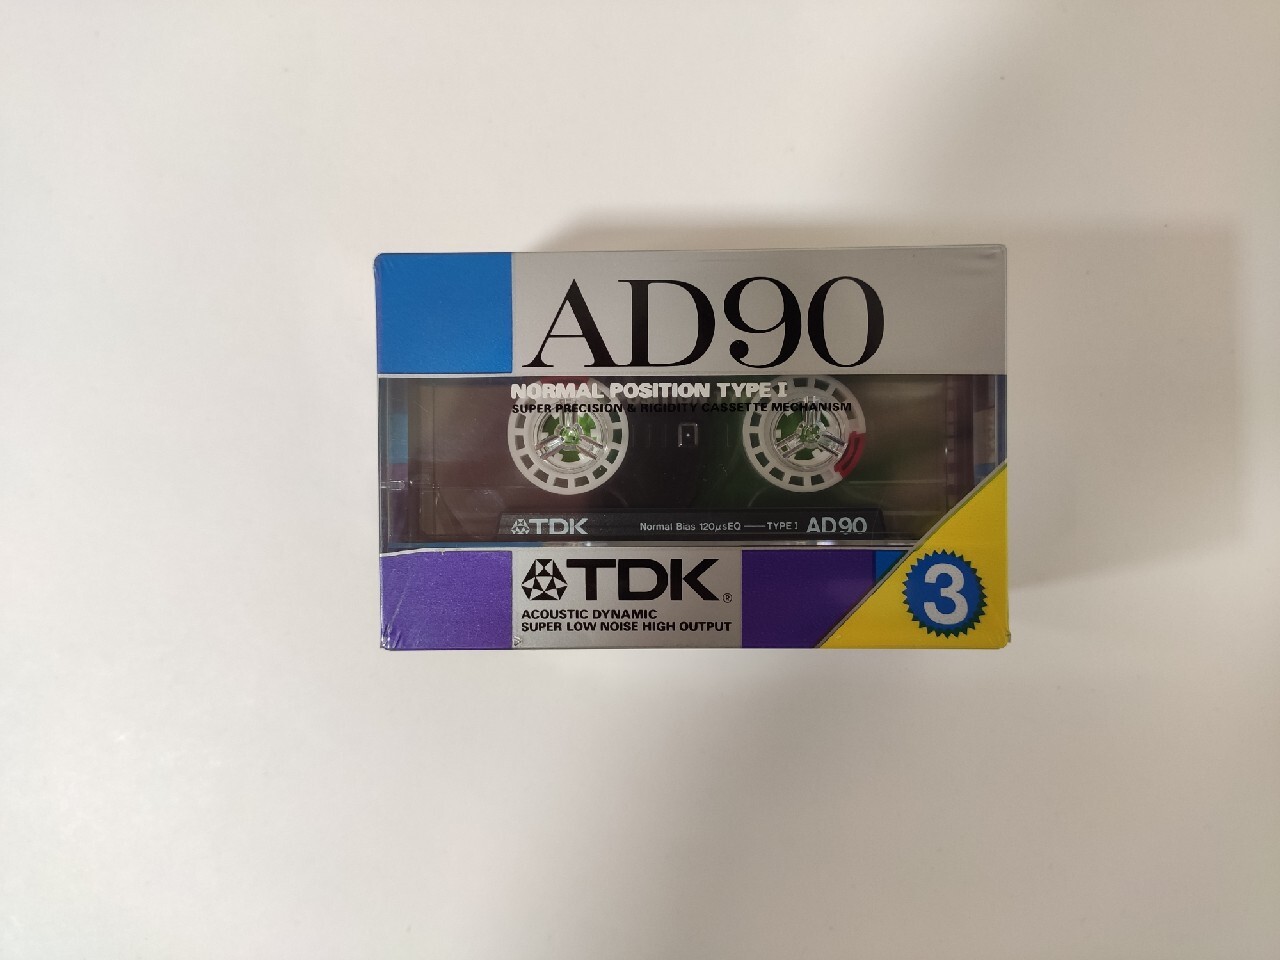 AD90
NORMAL POSITION TYPE I
SUPER PRECISION & RIGIDITY CASSETTE MECHANISM
TDK Normal Bias 120μsEQ — TYPE I AD90
TDK®
ACOUSTIC DYNAMIC
SUPER LOW NOISE HIGH OUTPUT
3